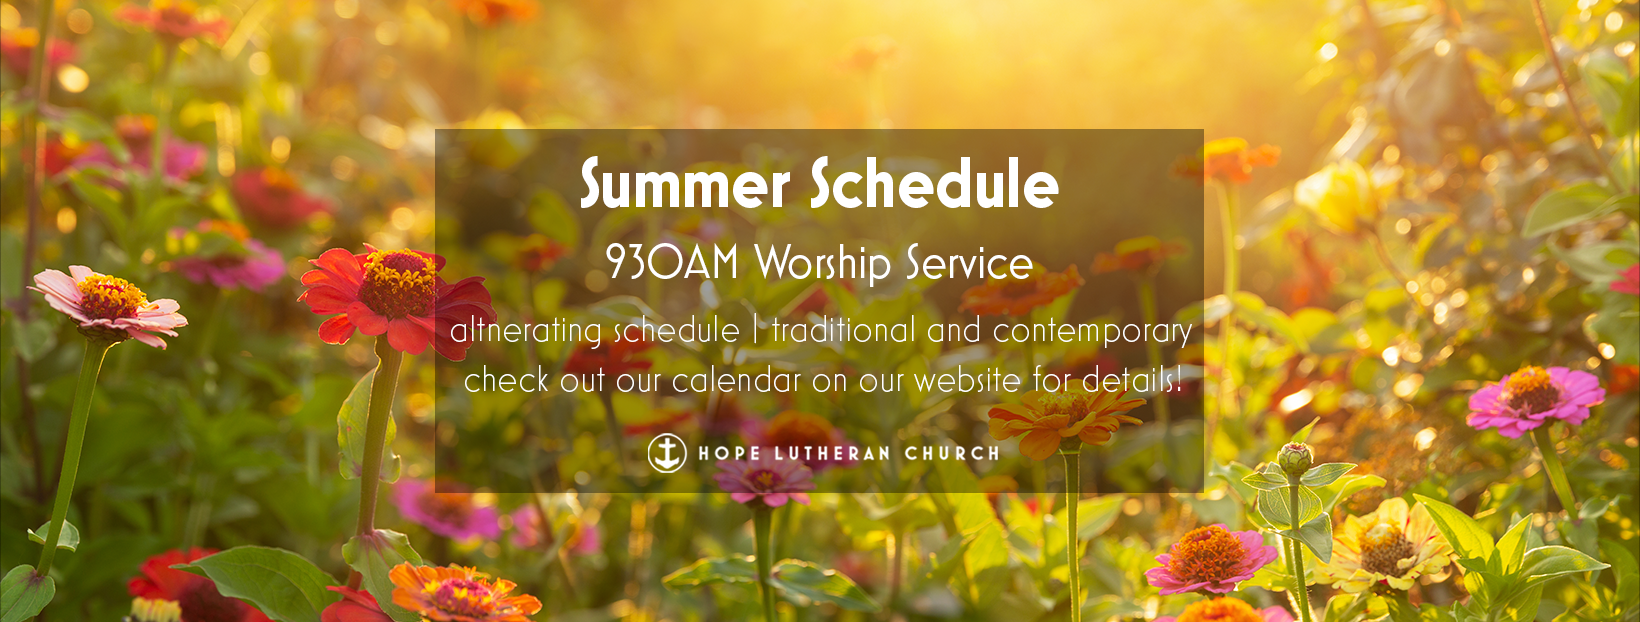 Summer Schedule
930AM Worship Service
altnerating schedule | traditional and contemporary
check out our calendar on our website for details!
HOPE LUTHERAN CHURCH